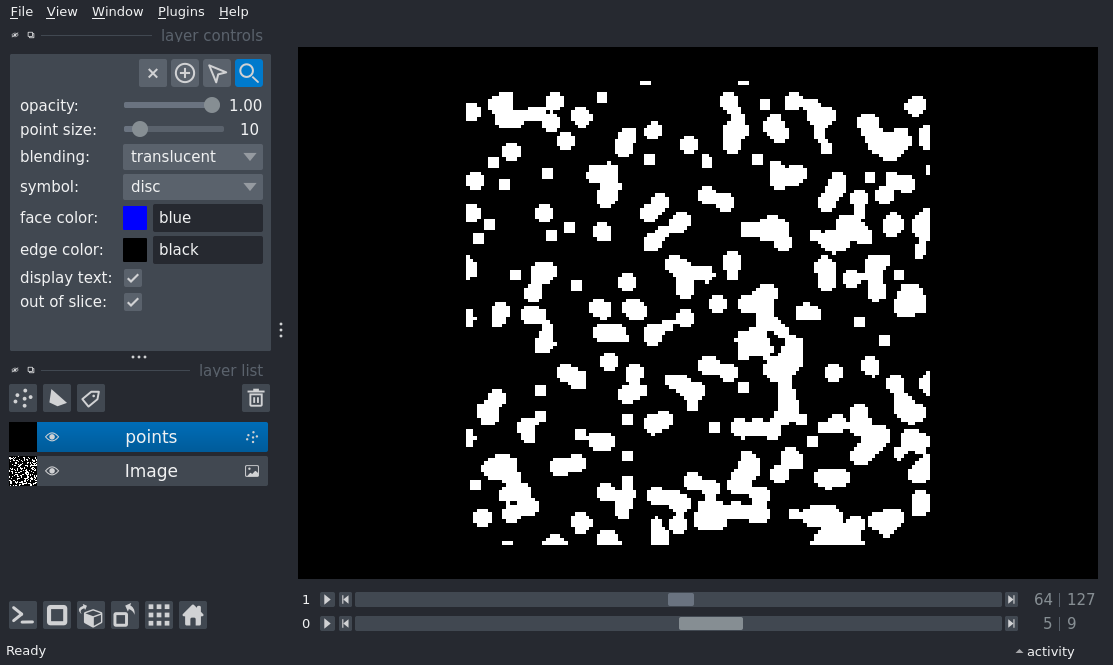 File View Window Plugins Help
layer controls
opacity: 1.00
point size: 10
blending: translucent
symbol: disc
face color: blue
edge color: black
display text:
out of slice:
layer list
points
Image
1 64 | 127
0 5 | 9
Ready activity